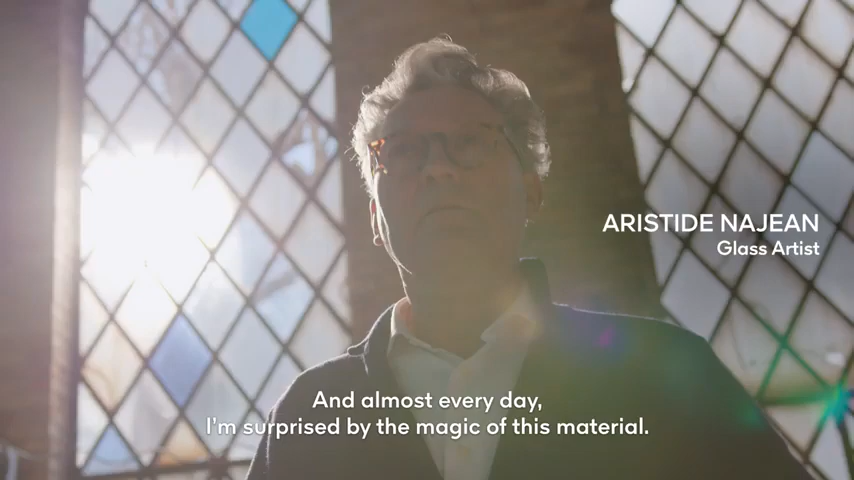 ARISTIDE NAJEAN
Glass Artist
And almost every day,
I'm surprised by the magic of this material.